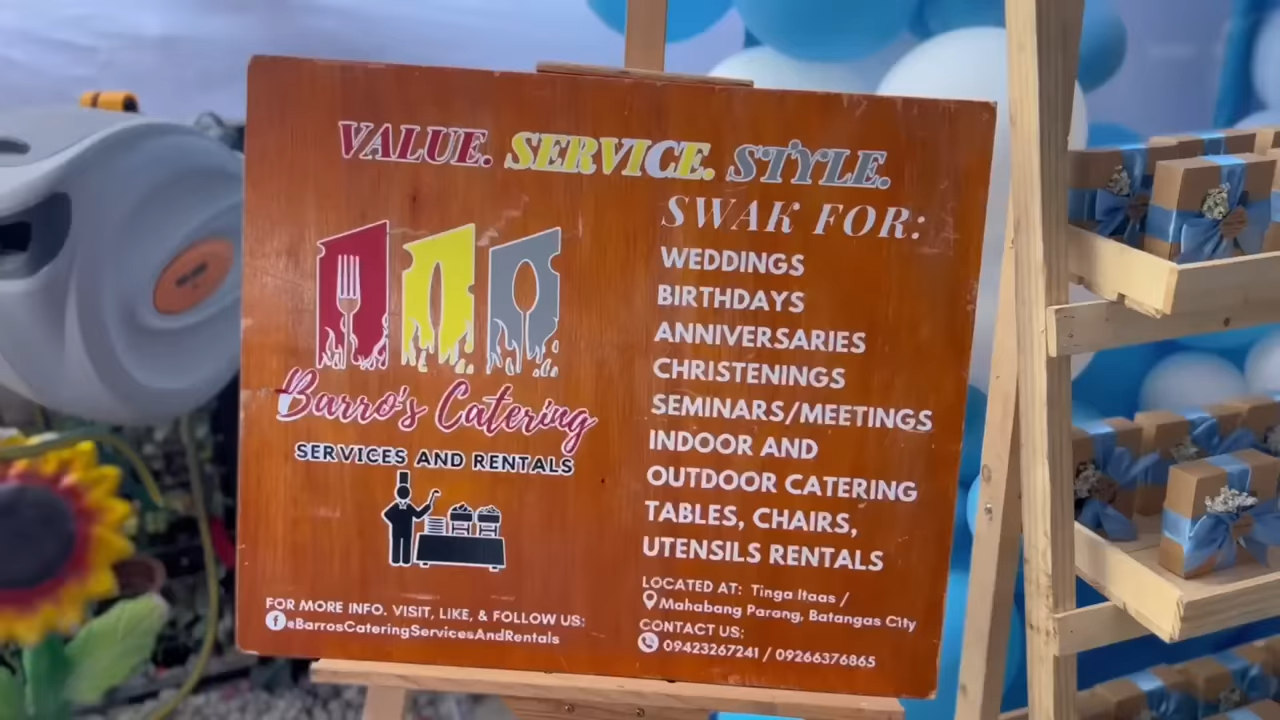 VALUE. SERVICE. STYLE.
SWAK FOR:
WEDDINGS
BIRTHDAYS
ANNIVERSARIES
CHRISTENINGS
SEMINARS/MEETINGS
INDOOR AND
OUTDOOR CATERING
TABLES, CHAIRS,
UTENSILS RENTALS
Barro's Catering
SERVICES AND RENTALS
FOR MORE INFO. VISIT, LIKE, & FOLLOW US:
@BarrosCateringServicesAndRentals
LOCATED AT: Tinga Itaas /
Mahabang Parang, Batangas City
CONTACT US:
09423267241 / 09266376865